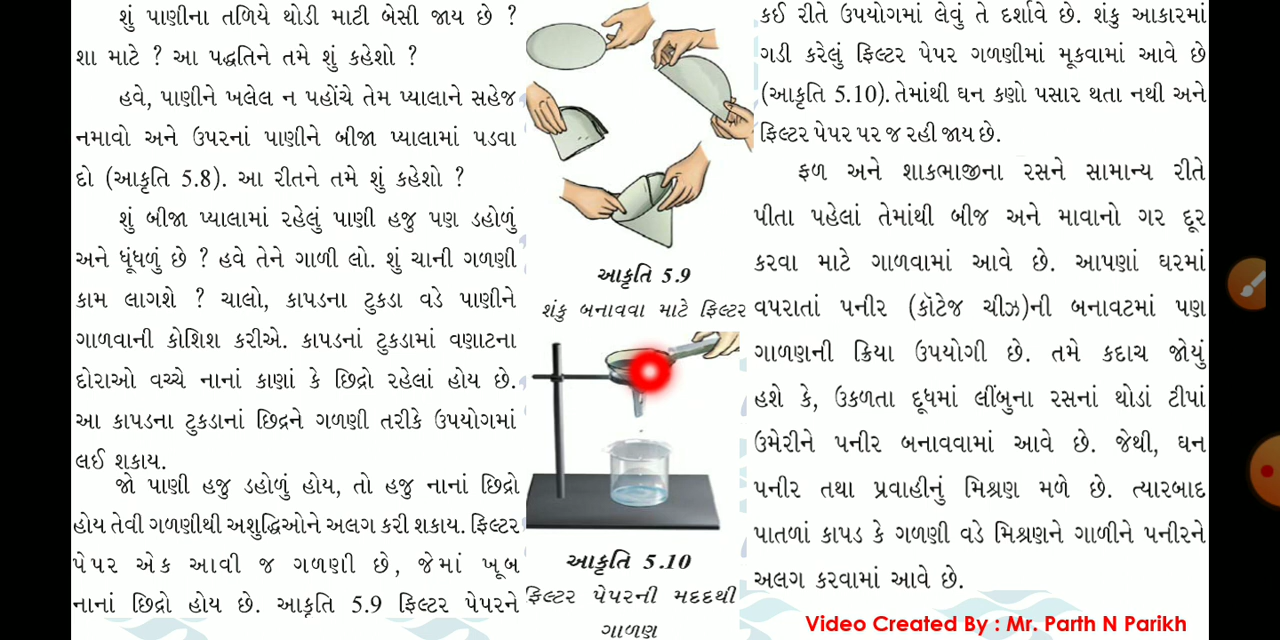 શું પાણીના તળિયે થોડી માટી બેસી જાય છે ?
શા માટે ? આ પદ્ધતિને તમે શું કહેશો ?
હવે, પાણીને ખલેલ ન પહોંચે તેમ પ્યાલાને સહેજ
નમાવો અને ઉપરનાં પાણીને બીજા પ્યાલામાં પડવા
દો (આકૃતિ 5.8). આ રીતને તમે શું કહેશો ?
શું બીજા પ્યાલામાં રહેલું પાણી હજુ પણ ડહોળું
અને ધૂંધળું છે ? હવે તેને ગાળી લો. શું ચાની ગળણી
કામ લાગશે ? ચાલો, કાપડના ટુકડા વડે પાણીને
ગાળવાની કોશિશ કરીએ. કાપડનાં ટુકડામાં વણાટના
દોરાઓ વચ્ચે નાનાં કાણાં કે છિદ્રો રહેલાં હોય છે.
આ કાપડના ટુકડાનાં છિદ્રને ગળણી તરીકે ઉપયોગમાં
લઈ શકાય.
જો પાણી હજુ ડહોળું હોય, તો હજુ નાનાં છિદ્રો
હોય તેવી ગળણીથી અશુદ્ધિઓને અલગ કરી શકાય. ફિલ્ટર
પેપર એક આવી જ ગળણી છે, જેમાં ખૂબ
નાનાં છિદ્રો હોય છે. આકૃતિ 5.9 ફિલ્ટર પેપરને
આકૃતિ 5.9
શંકુ બનાવવા માટે ફિલ્ટર
આકૃતિ 5.10
ફિલ્ટર પેપરની મદદથી
ગાળણ
કઈ રીતે ઉપયોગમાં લેવું તે દર્શાવે છે. શંકુ આકારમાં
ગડી કરેલું ફિલ્ટર પેપર ગળણીમાં મૂકવામાં આવે છે
(આકૃતિ 5.10). તેમાંથી ઘન કણો પસાર થતા નથી અને
ફિલ્ટર પેપર પર જ રહી જાય છે.
ફળ અને શાકભાજીના રસને સામાન્ય રીતે
પીતા પહેલાં તેમાંથી બીજ અને માવાનો ગર દૂર
કરવા માટે ગાળવામાં આવે છે. આપણાં ઘરમાં
વપરાતાં પનીર (કૉટેજ ચીઝ)ની બનાવટમાં પણ
ગાળણની ક્રિયા ઉપયોગી છે. તમે કદાચ જોયું
હશે કે, ઉકળતા દૂધમાં લીંબુના રસનાં થોડાં ટીપાં
ઉમેરીને પનીર બનાવવામાં આવે છે. જેથી, ઘન
પનીર તથા પ્રવાહીનું મિશ્રણ મળે છે. ત્યારબાદ
પાતળાં કાપડ કે ગળણી વડે મિશ્રણને ગાળીને પનીરને
અલગ કરવામાં આવે છે.
Video Created By : Mr. Parth N Parikh